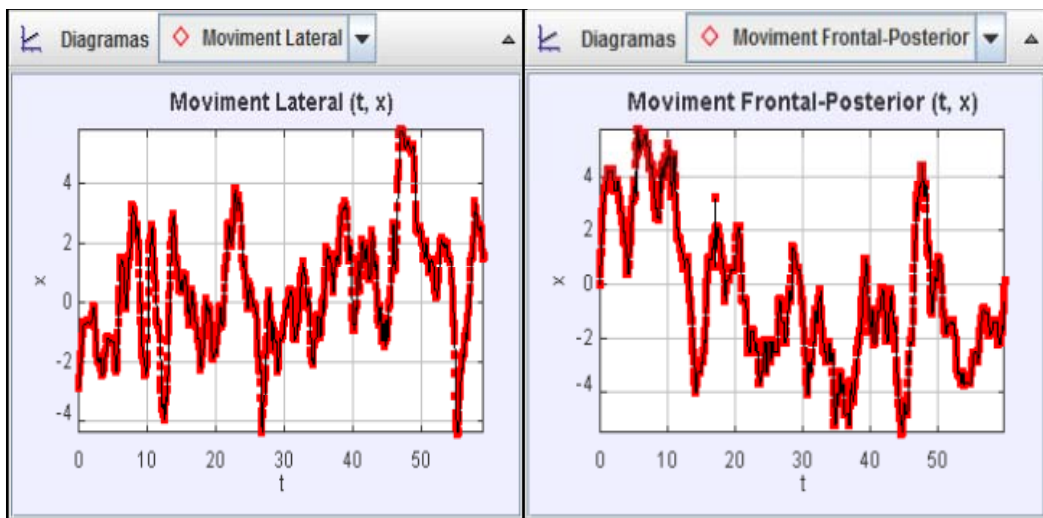 Diagramas Moviment Lateral
Moviment Lateral (t, x)
4
2
0
-2
-4
x
0 10 20 30 40 50
t
Diagramas Moviment Frontal-Posterior
Moviment Frontal-Posterior (t, x)
4
2
0
-2
-4
x
0 10 20 30 40 50
t